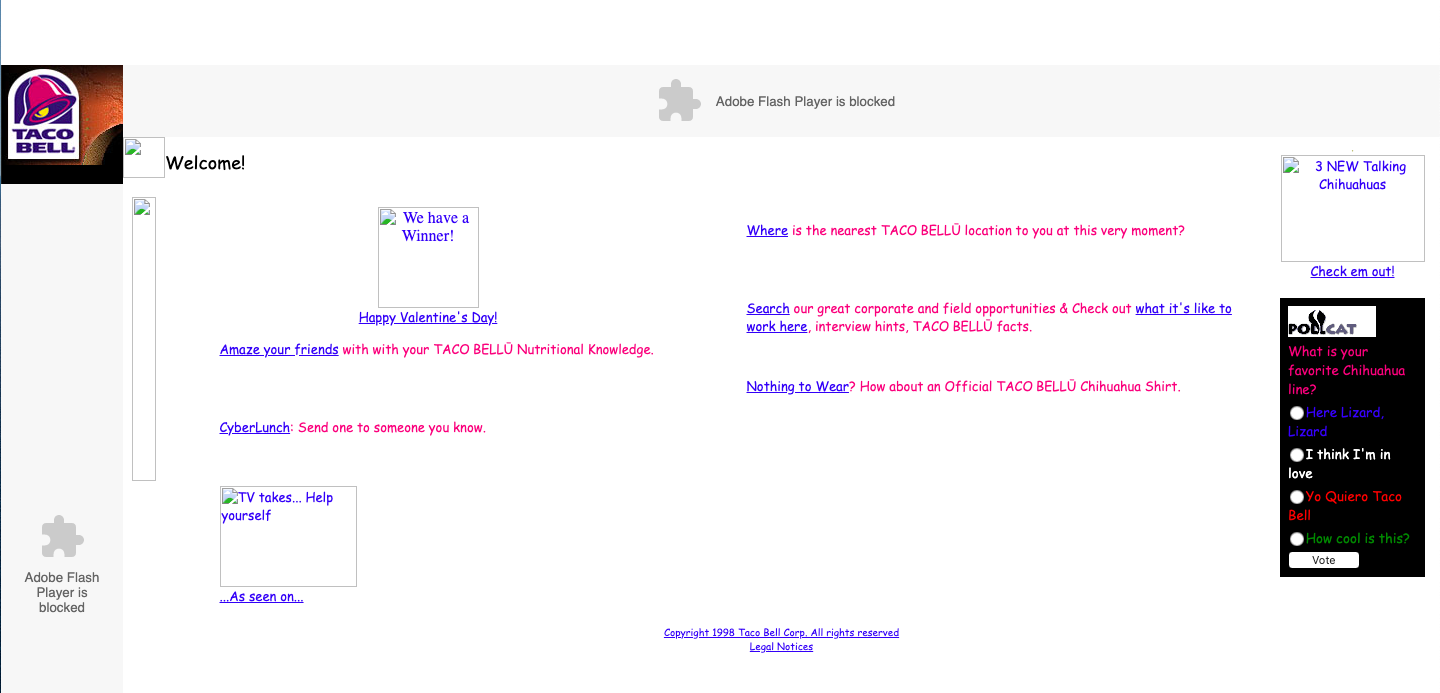 TACO
BELL
Adobe Flash Player is blocked
Welcome!
We have a
Winner!
Happy Valentine's Day!
Amaze your friends with with your TACO BELLŪ Nutritional Knowledge.
CyberLunch: Send one to someone you know.
TV takes... Help
yourself
...As seen on...
Where is the nearest TACO BELLŪ location to you at this very moment?
Search our great corporate and field opportunities & Check out what it's like to
work here, interview hints, TACO BELLŪ facts.
Nothing to Wear? How about an Official TACO BELLŪ Chihuahua Shirt.
3 NEW Talking
Chihuahuas
Check em out!
POLLCAT
What is your
favorite Chihuahua
line?
Here Lizard,
Lizard
I think I'm in
love
Yo Quiero Taco
Bell
How cool is this?
Vote
Adobe Flash
Player is
blocked
Copyright 1998 Taco Bell Corp. All rights reserved
Legal Notices